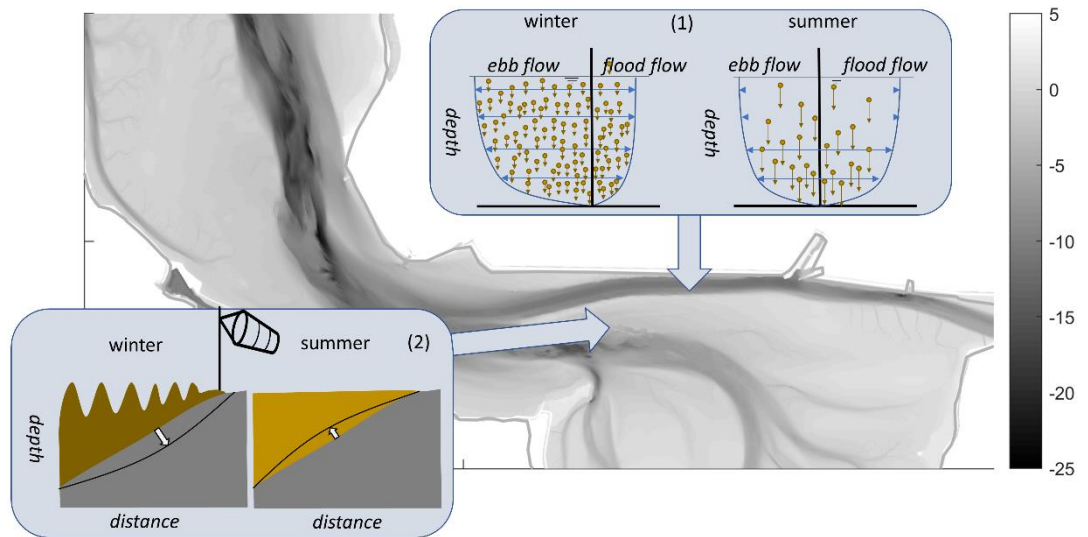 winter (1) summer
ebb flow flood flow ebb flow flood flow
depth depth
winter summer (2)
depth
distance distance
5
0
-5
-10
-15
-20
-25